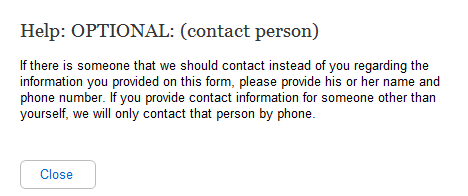 Help: OPTIONAL: (contact person)
If there is someone that we should contact instead of you regarding the
information you provided on this form, please provide his or her name and
phone number. If you provide contact information for someone other than
yourself, we will only contact that person by phone.
Close